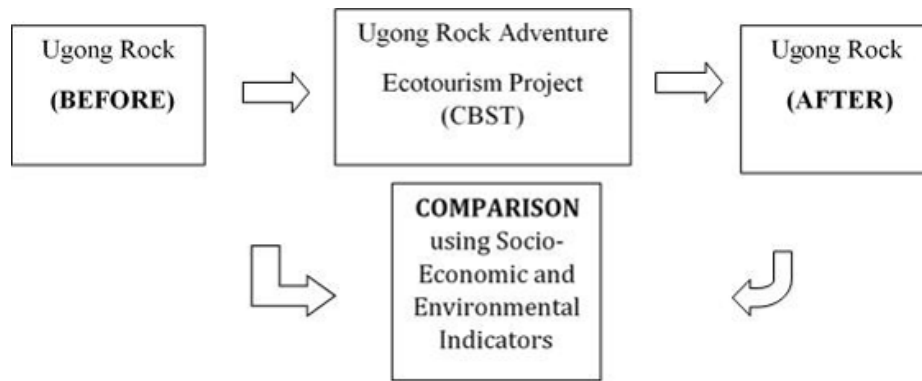 Ugong Rock
(BEFORE)
Ugong Rock Adventure
Ecotourism Project
(CBST)
Ugong Rock
(AFTER)
COMPARISON
using Socio-
Economic and
Environmental
Indicators